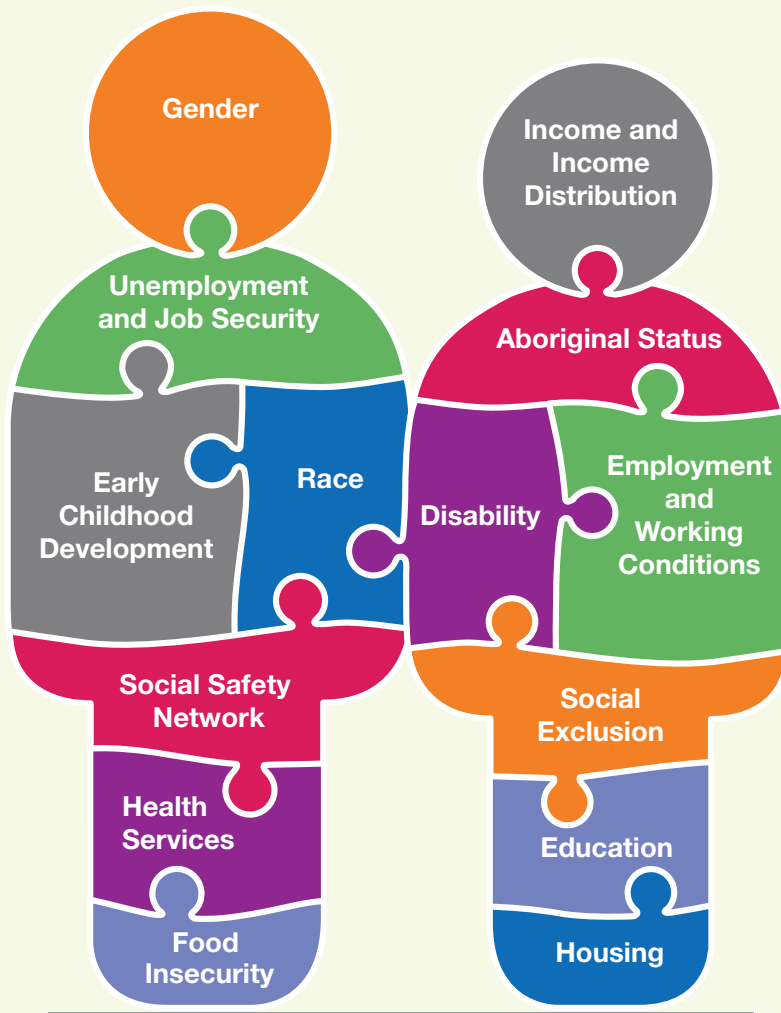 Gender
Unemployment
and Job Security
Early
Childhood
Development
Race
Social Safety
Network
Health
Services
Food
Insecurity
Income and
Income
Distribution
Aboriginal Status
Disability
Employment
and
Working
Conditions
Social
Exclusion
Education
Housing